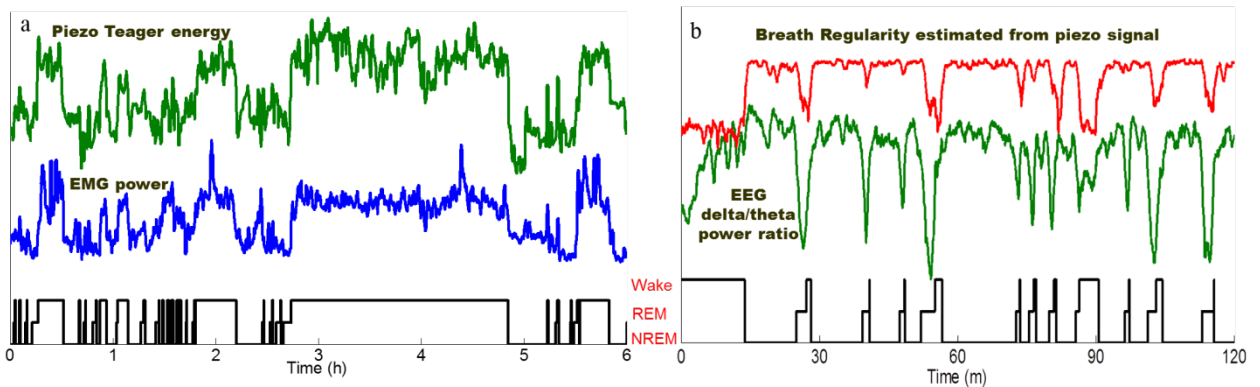 a
Piezo Teager energy
EMG power
0 1 2 3 4 5 6
Time (h)
b
Breath Regularity estimated from piezo signal
EEG
delta/theta
power ratio
Wake
REM
NREM
0 30 60 90 120
Time (m)